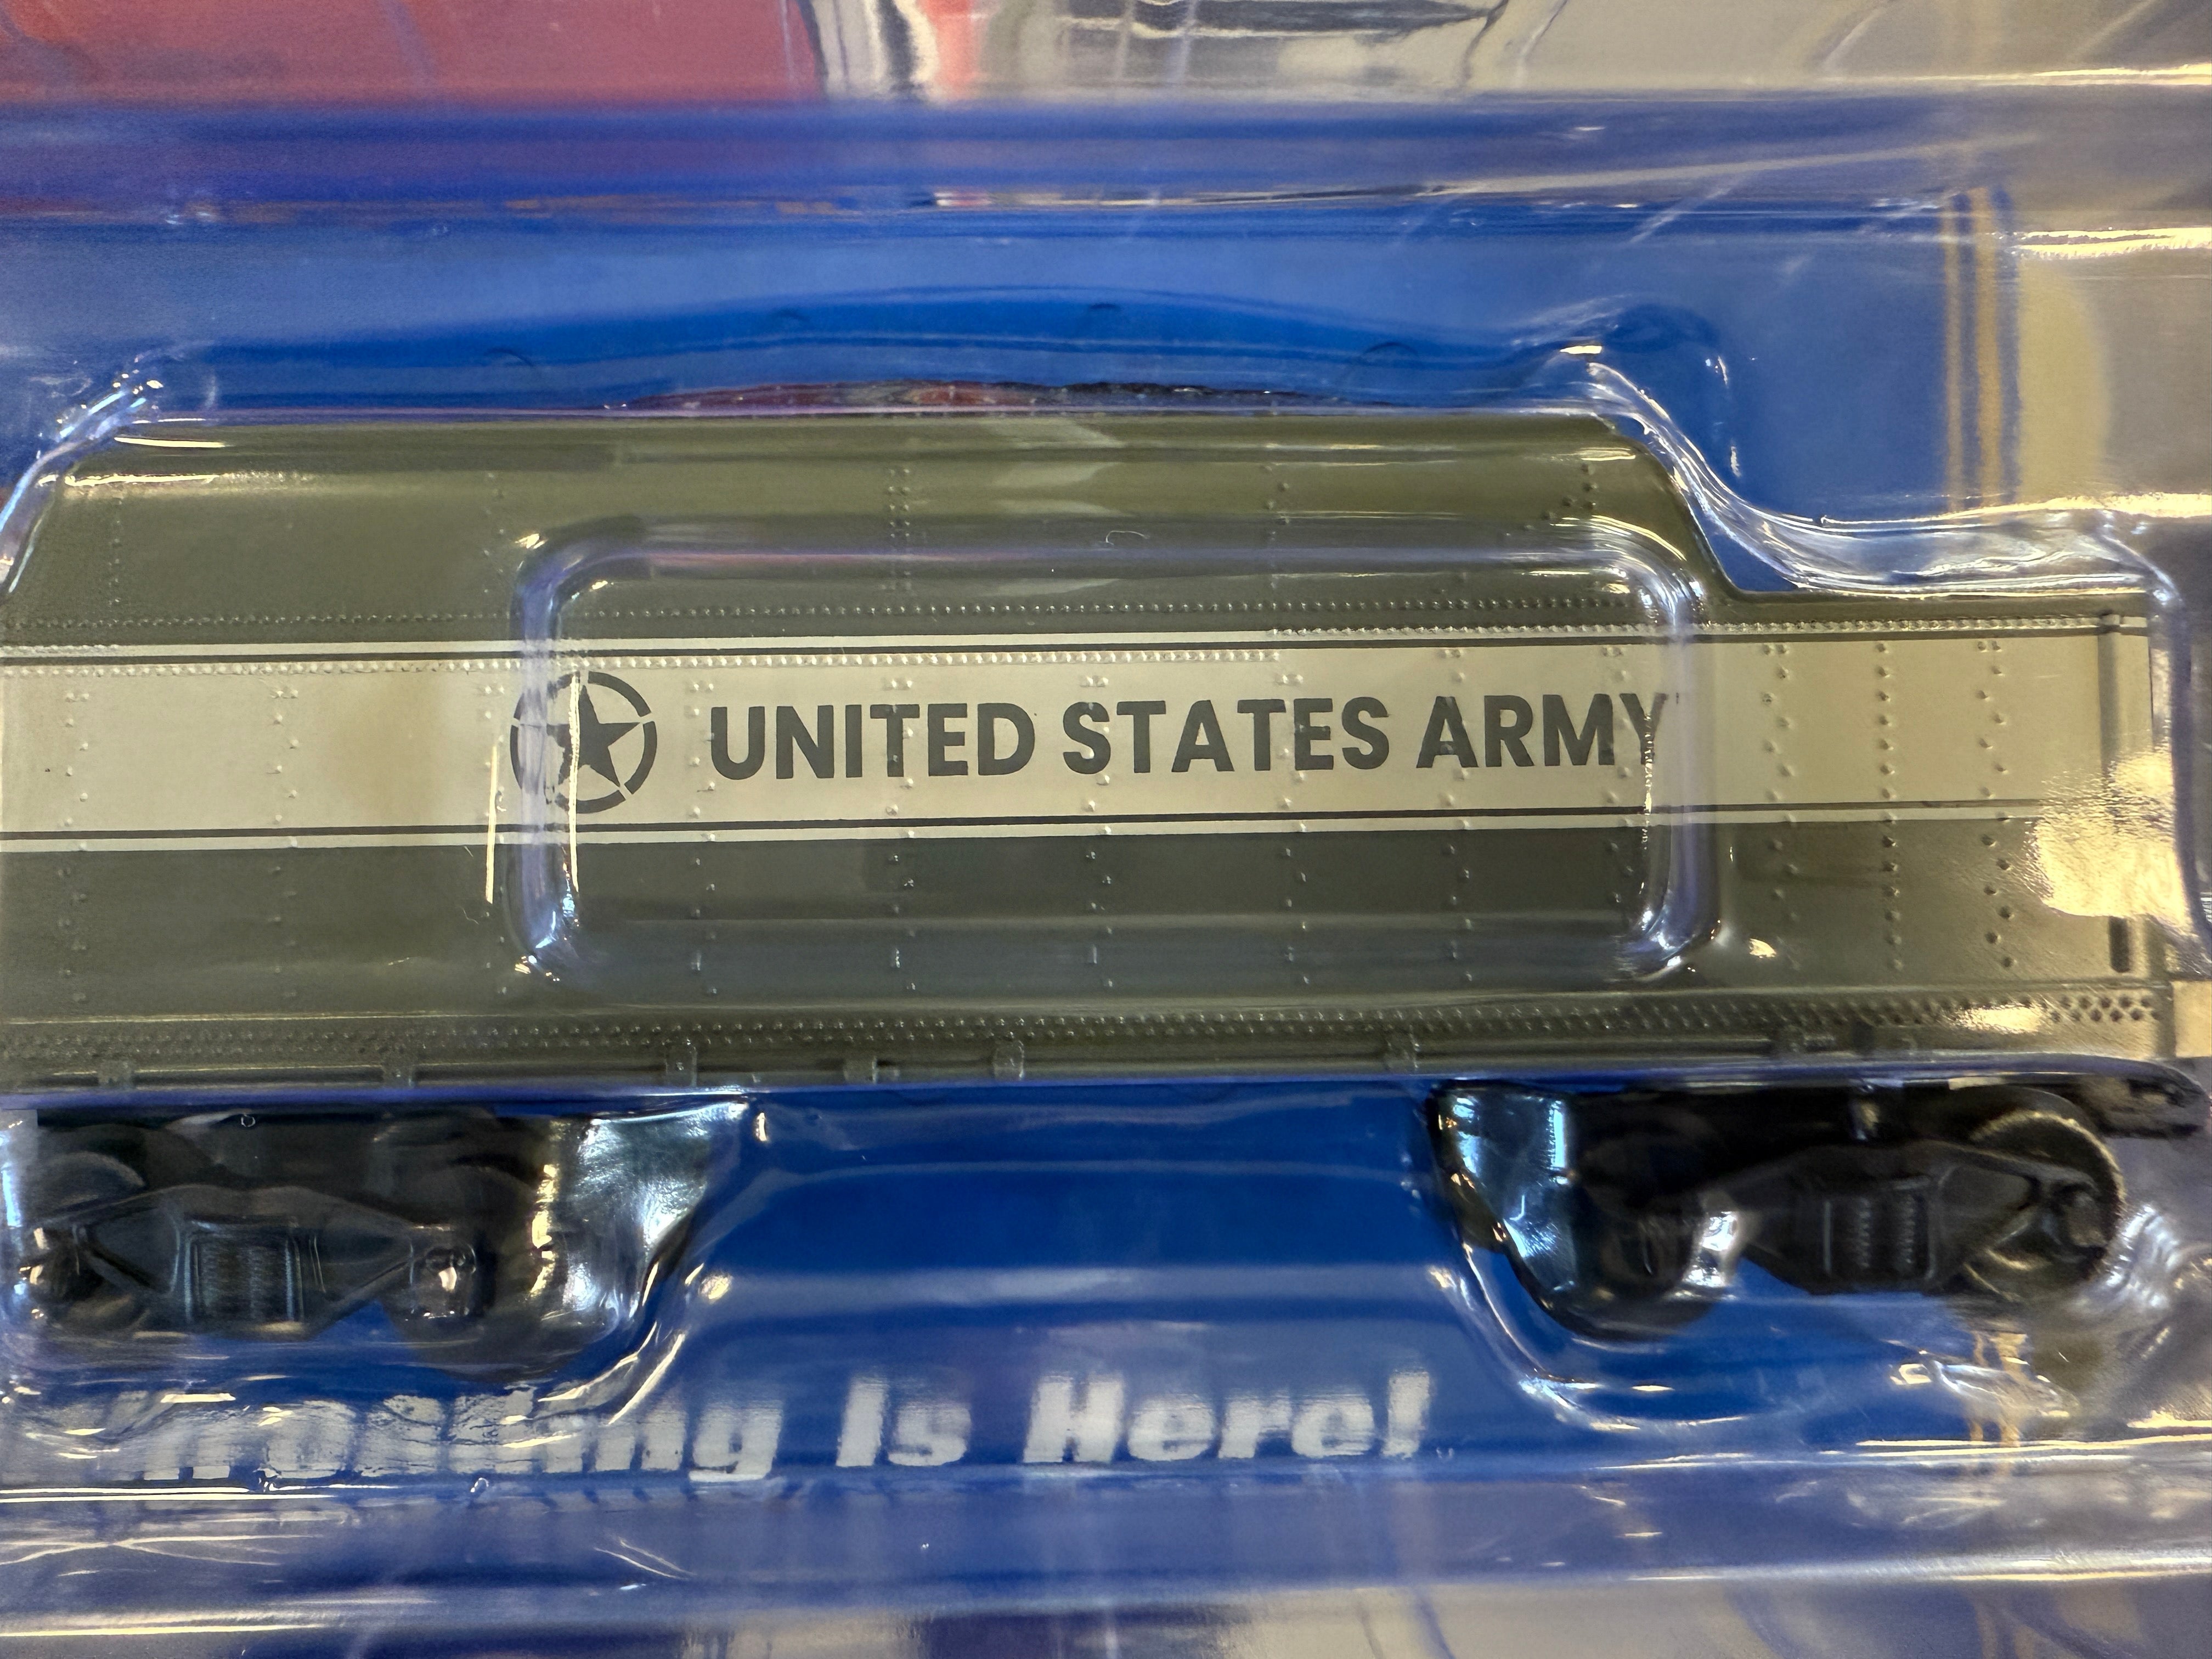 UNITED STATES ARMY
Is Here!